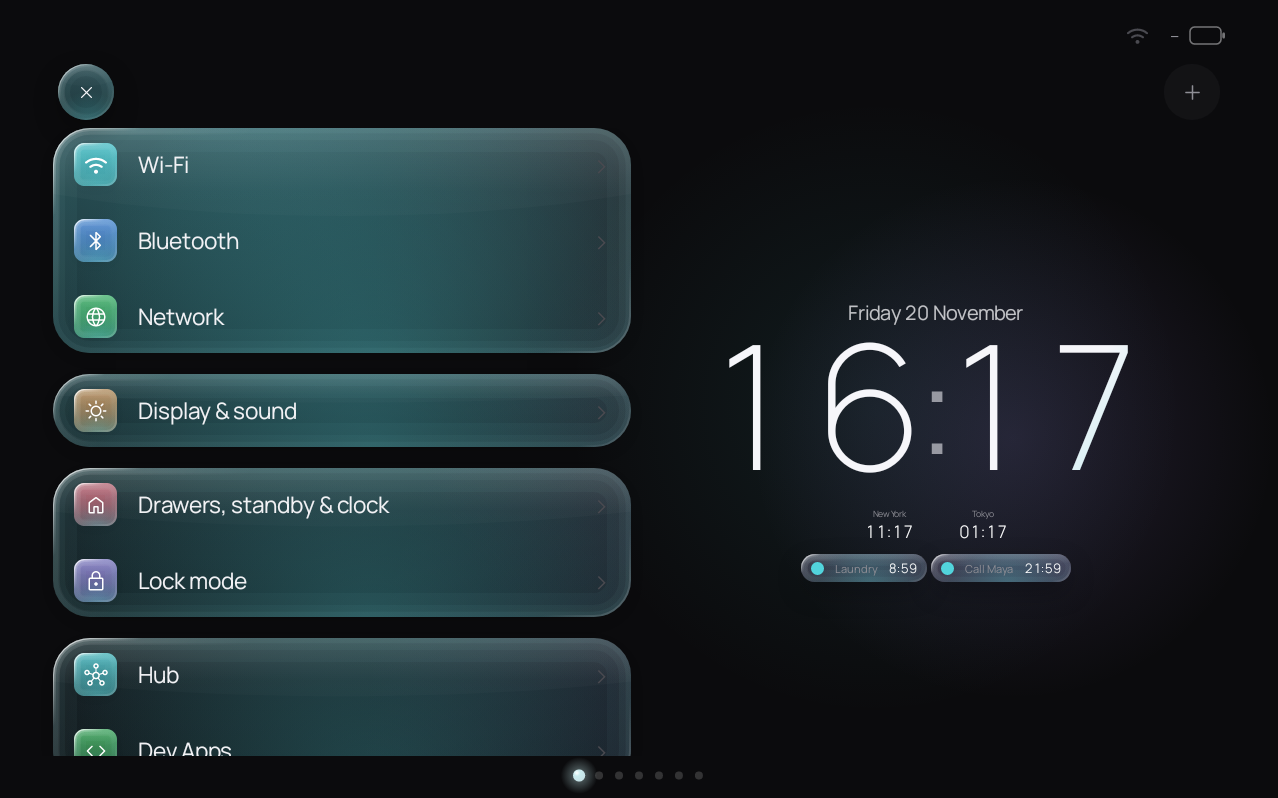 Wi-Fi
Bluetooth
Network
Display & sound
Drawers, standby & clock
Lock mode
Hub
Dev Apps
Friday 20 November
16:17
New York
11:17
Tokyo
01:17
Laundry 8:59
Call Maya 21:59